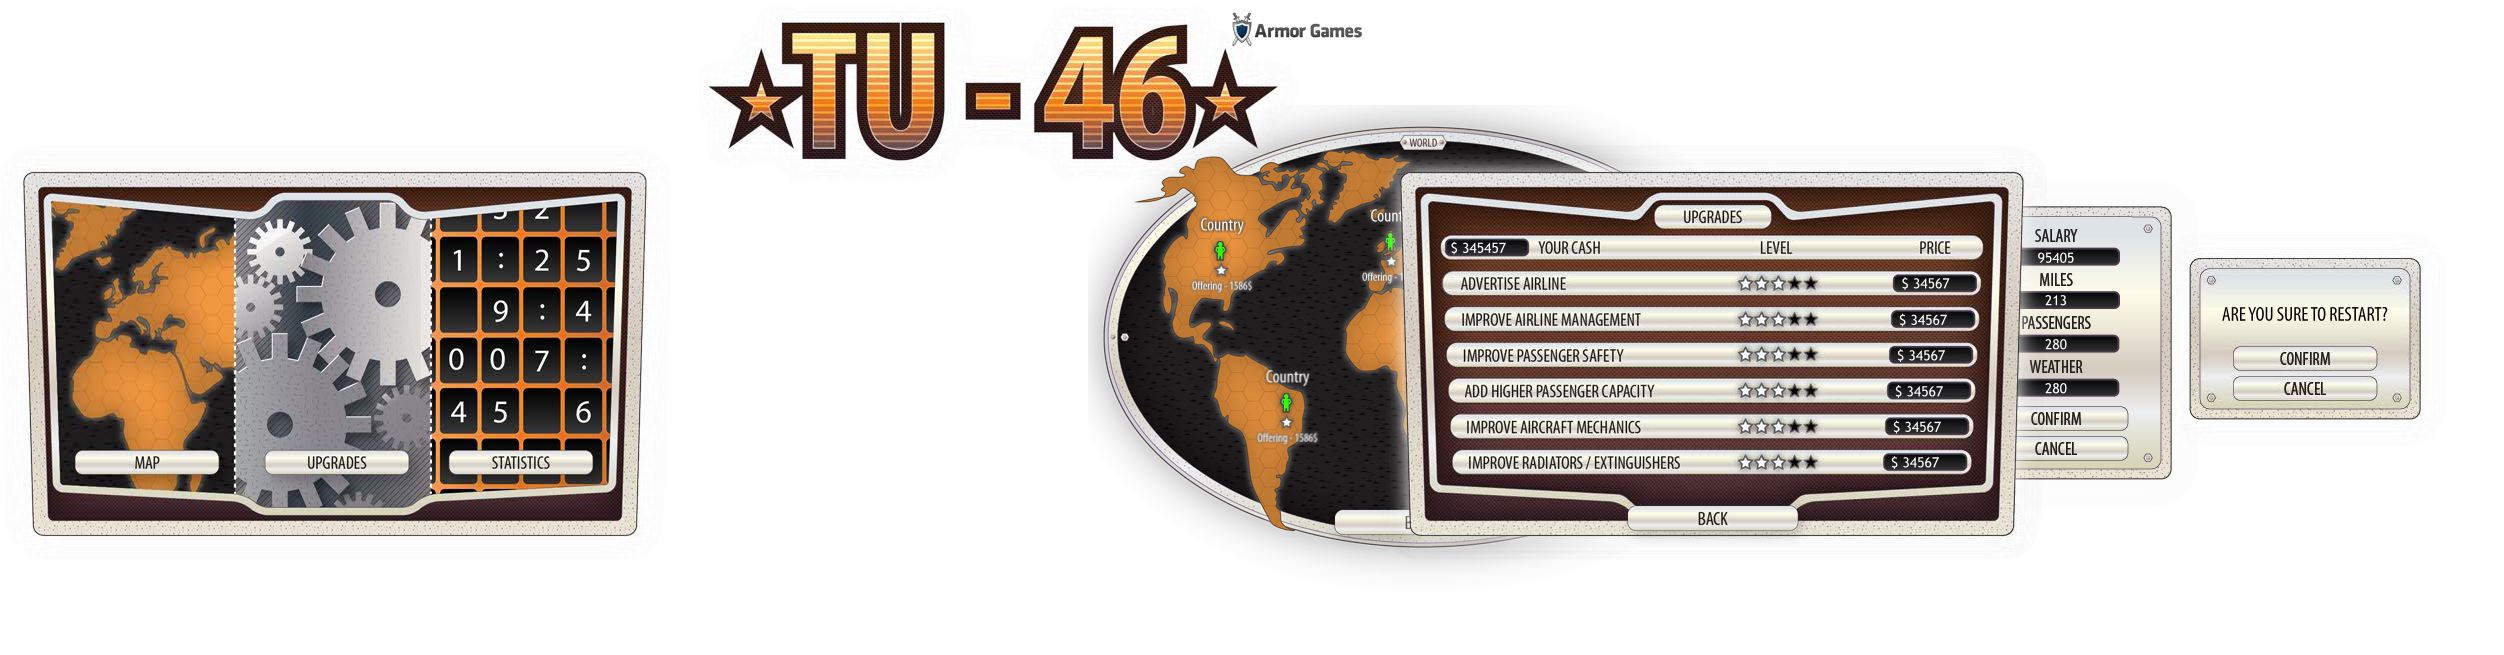 TU-46
Armor Games
WORLD
Country
Offering - 1586$
Country
Offering - 1586$
3 2
1 : 2 5
9 : 4
0 0 7 :
4 5 6
MAP
UPGRADES
STATISTICS
UPGRADES
$ 345457 YOUR CASH LEVEL PRICE
ADVERTISE AIRLINE $ 34567
IMPROVE AIRLINE MANAGEMENT $ 34567
IMPROVE PASSENGER SAFETY $ 34567
ADD HIGHER PASSENGER CAPACITY $ 34567
IMPROVE AIRCRAFT MECHANICS $ 34567
IMPROVE RADIATORS / EXTINGUISHERS $ 34567
BACK
SALARY
95405
MILES
213
PASSENGERS
280
WEATHER
280
CONFIRM
CANCEL
ARE YOU SURE TO RESTART?
CONFIRM
CANCEL